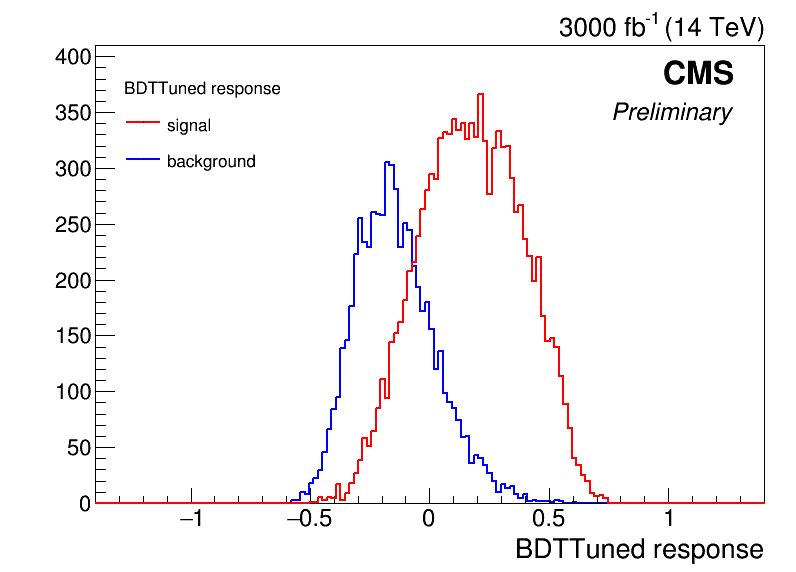 3000 fb⁻¹ (14 TeV)
CMS
Preliminary
BDTTuned response
signal
background
400
350
300
250
200
150
100
50
0
−1 −0.5 0 0.5 1
BDTTuned response